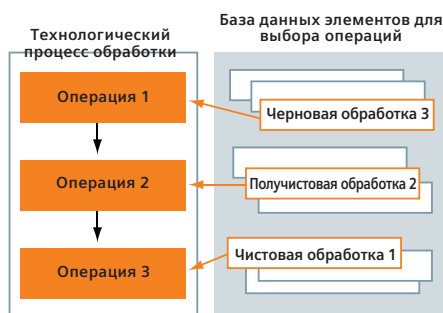 Технологический
процесс обработки
База данных элементов для
выбора операций
Операция 1
Черновая обработка 3
Операция 2
Получистовая обработка 2
Чистовая обработка 1
Операция 3